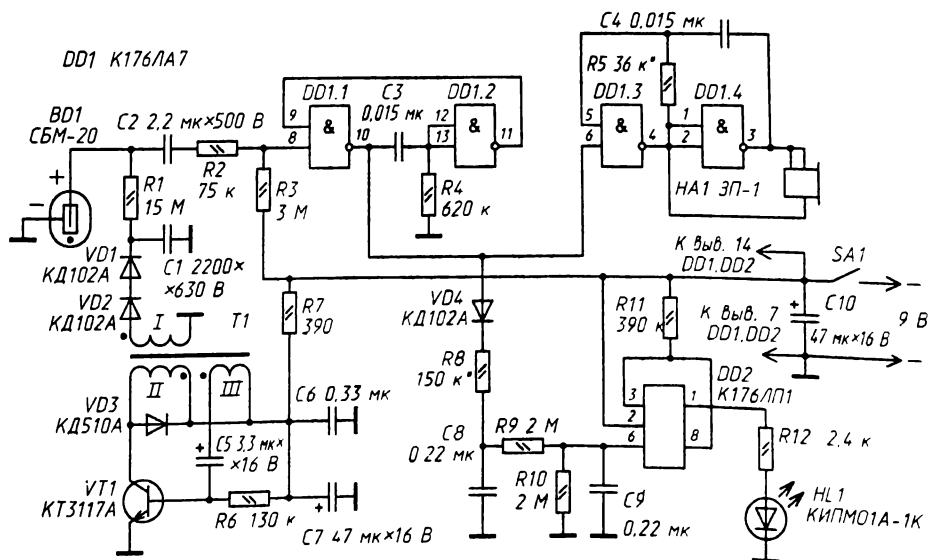 DD1 К176ЛА7
C4 0,015 мк
R5 36 к*
DD1.1
C3
0,015 мк
DD1.2
DD1.3
DD1.4
BD1
СБМ-20
C2 2,2 мк×500 В
R2
75 к
9
8
&
10
12
13
&
11
5
6
&
4
1
2
&
3
+
−
R1
15 М
R3
3 М
R4
620 к
НА1 ЗП-1
VD1
КД102А
C1 2200×
×630 В
VD2
КД102А
I
T1
R7
390
VD4
КД102А
К выв. 14
DD1,DD2
SA1
R11
390 к
К выв. 7
DD1,DD2
+
C10
47 мк×16 В
−
9 В
−
R8
150 к*
DD2
К176ЛП1
II
III
VD3
КД510А
C6 0,33 мк
+
C5 33 мк×
×16 В
C8
0,22 мк
R9 2 М
3
2
6
1
8
R12 2,4 к
R10
2 М
C9
0,22 мк
VT1
КТ3117А
R6 130 к
+
C7 47 мк×16 В
HL1
КИПМ01А-1К